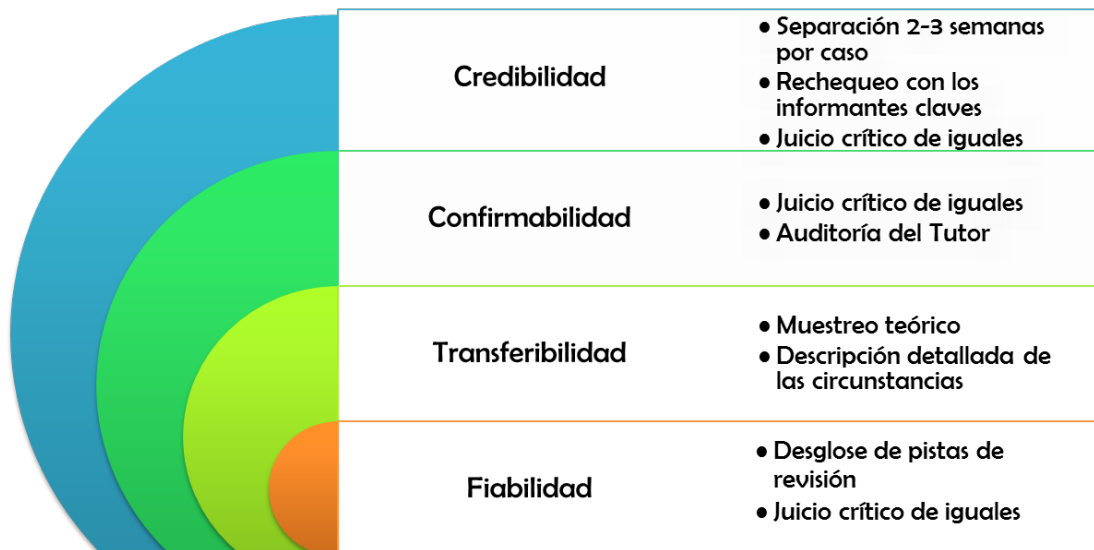 Credibilidad
• Separación 2-3 semanas
por caso
• Rechequeo con los
informantes claves
• Juicio crítico de iguales
Confirmabilidad
• Juicio crítico de iguales
• Auditoría del Tutor
Transferibilidad
• Muestreo teórico
• Descripción detallada de
las circunstancias
Fiabilidad
• Desglose de pistas de
revisión
• Juicio crítico de iguales